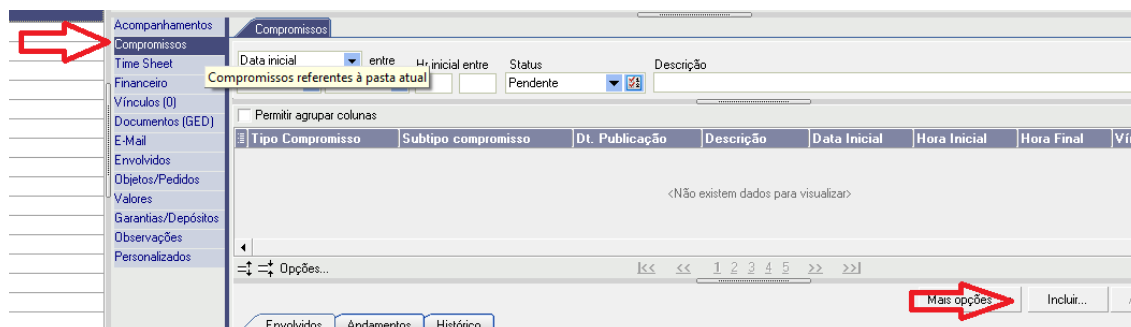 Acompanhamentos
Compromissos
Time Sheet
Financeiro
Vínculos (0)
Documentos (GED)
E-Mail
Envolvidos
Objetos/Pedidos
Valores
Garantias/Depósitos
Observações
Personalizados
Compromissos
Data inicial entre Hr inicial entre Status Descrição
Compromissos referentes à pasta atual
Pendente
Permitir agrupar colunas
Tipo Compromisso Subtipo compromisso Dt. Publicação Descrição Data Inicial Hora Inicial Hora Final
<Não existem dados para visualizar>
Opções...
|<< << 1 2 3 4 5 >> >>|
Mais opções Incluir...
Envolvidos Andamentos Histórico